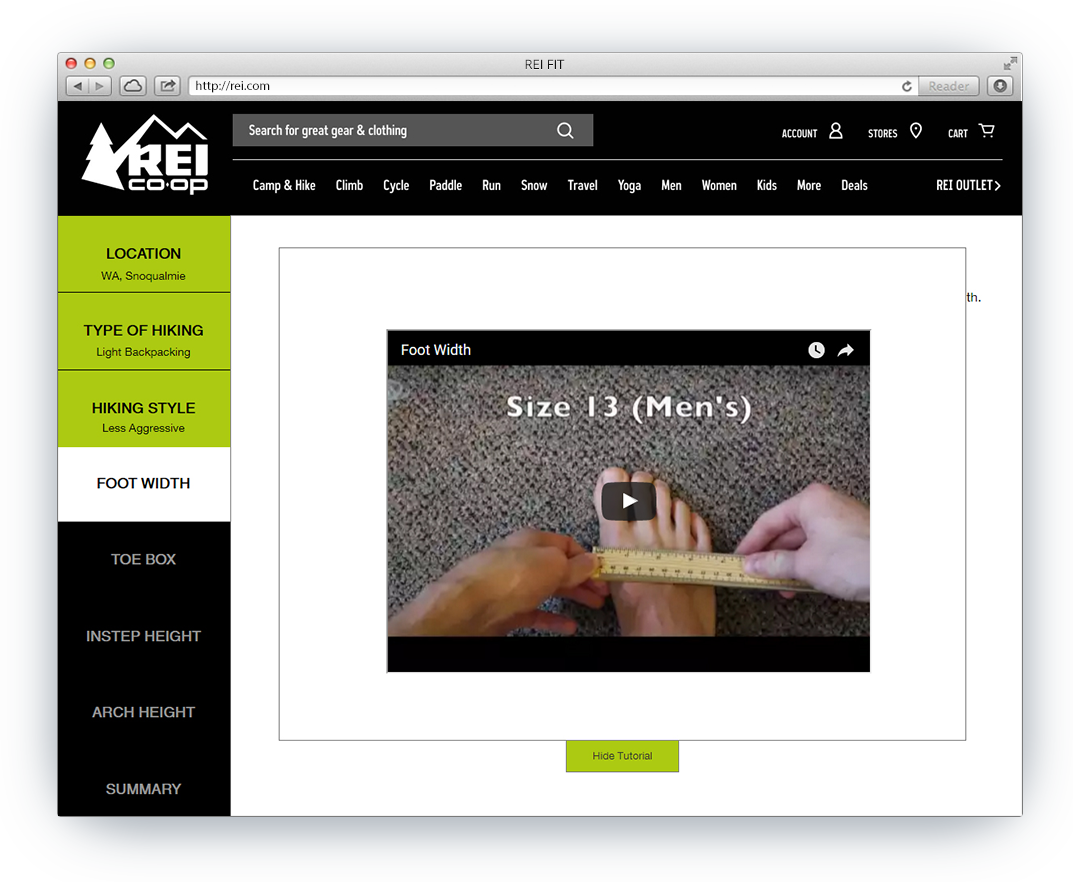 REI FIT
http://rei.com
Reader
REI
co·op
Search for great gear & clothing
ACCOUNT
STORES
CART
Camp & Hike Climb Cycle Paddle Run Snow Travel Yoga Men Women Kids More Deals REI OUTLET
LOCATION
WA, Snoqualmie
TYPE OF HIKING
Light Backpacking
HIKING STYLE
Less Aggressive
FOOT WIDTH
TOE BOX
INSTEP HEIGHT
ARCH HEIGHT
SUMMARY
th.
Foot Width
Size 13 (Men's)
Hide Tutorial